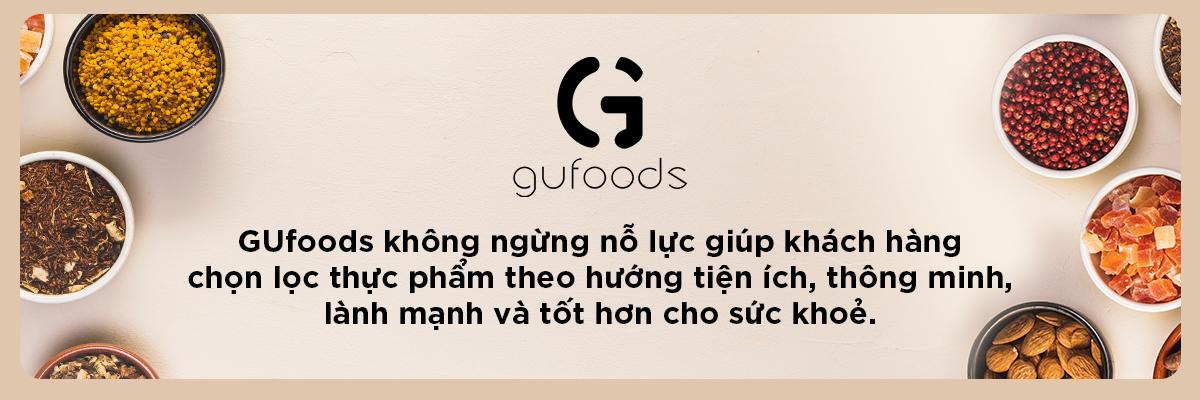 G
gufoods
GUfoods không ngừng nỗ lực giúp khách hàng
chọn lọc thực phẩm theo hướng tiện ích, thông minh,
lành mạnh và tốt hơn cho sức khoẻ.